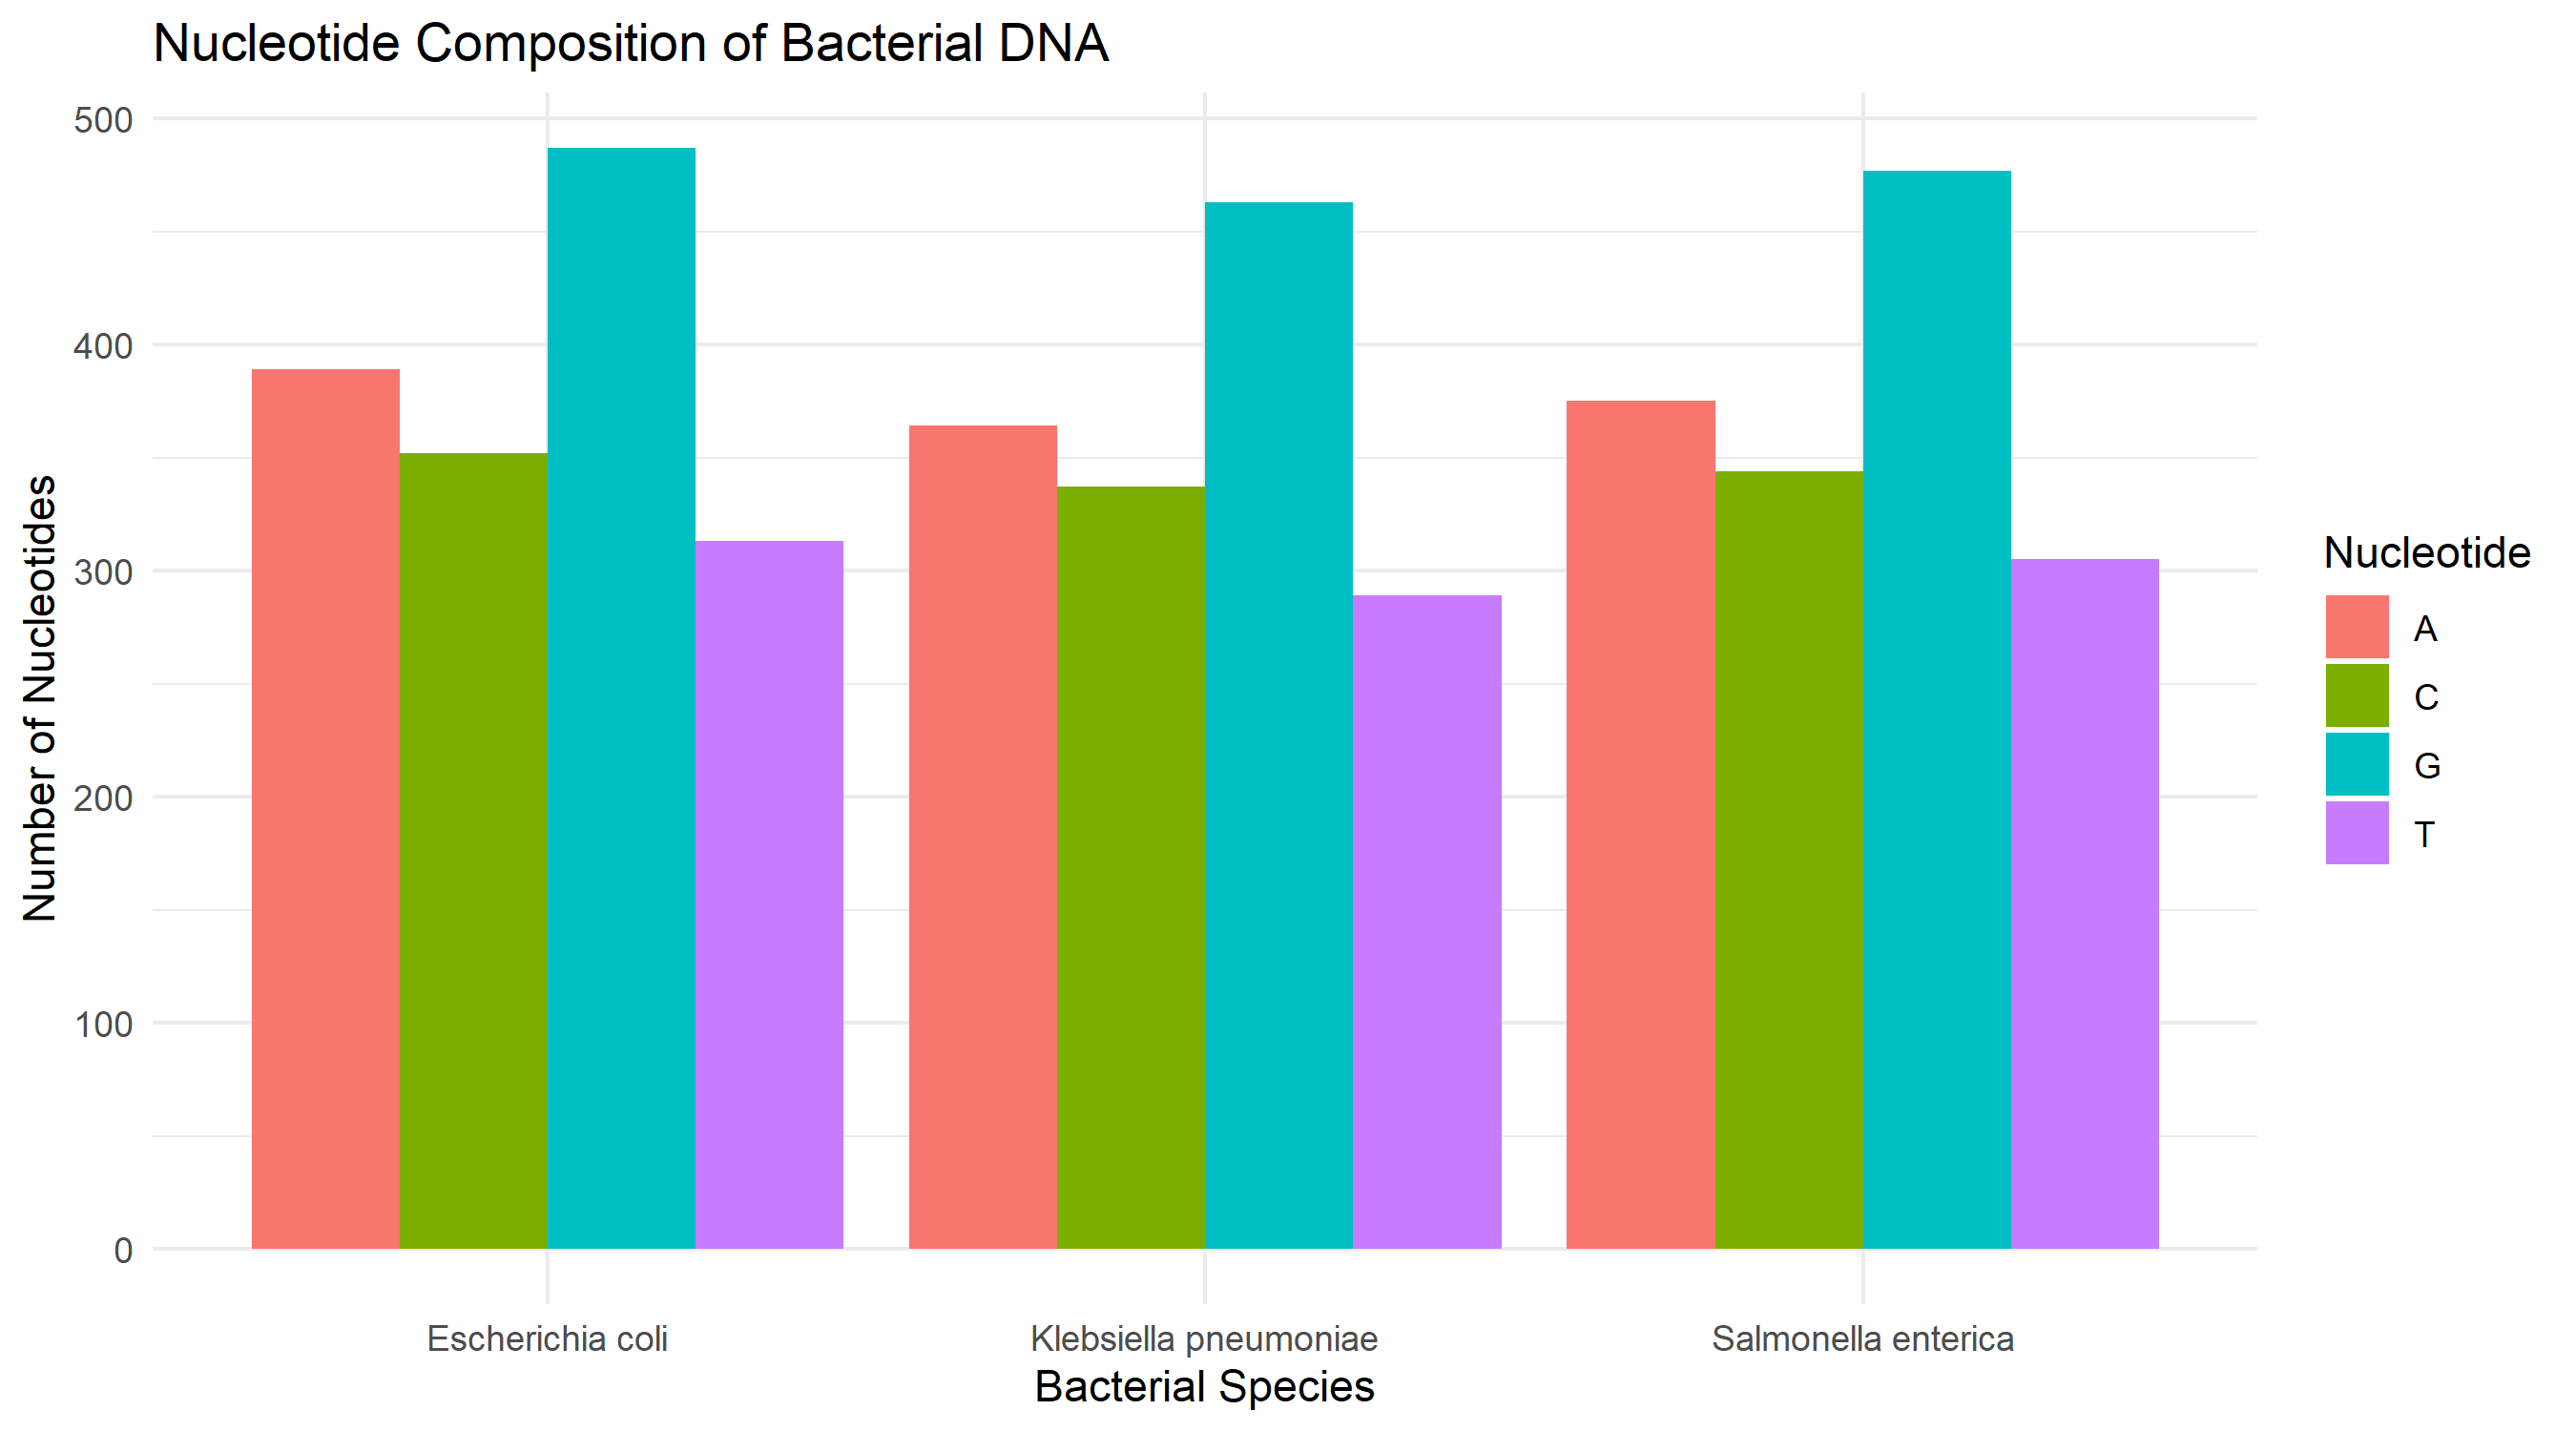 Nucleotide Composition of Bacterial DNA
500
400
300
200
100
0
Number of Nucleotides
Escherichia coli
Klebsiella pneumoniae
Salmonella enterica
Bacterial Species
Nucleotide
A
C
G
T